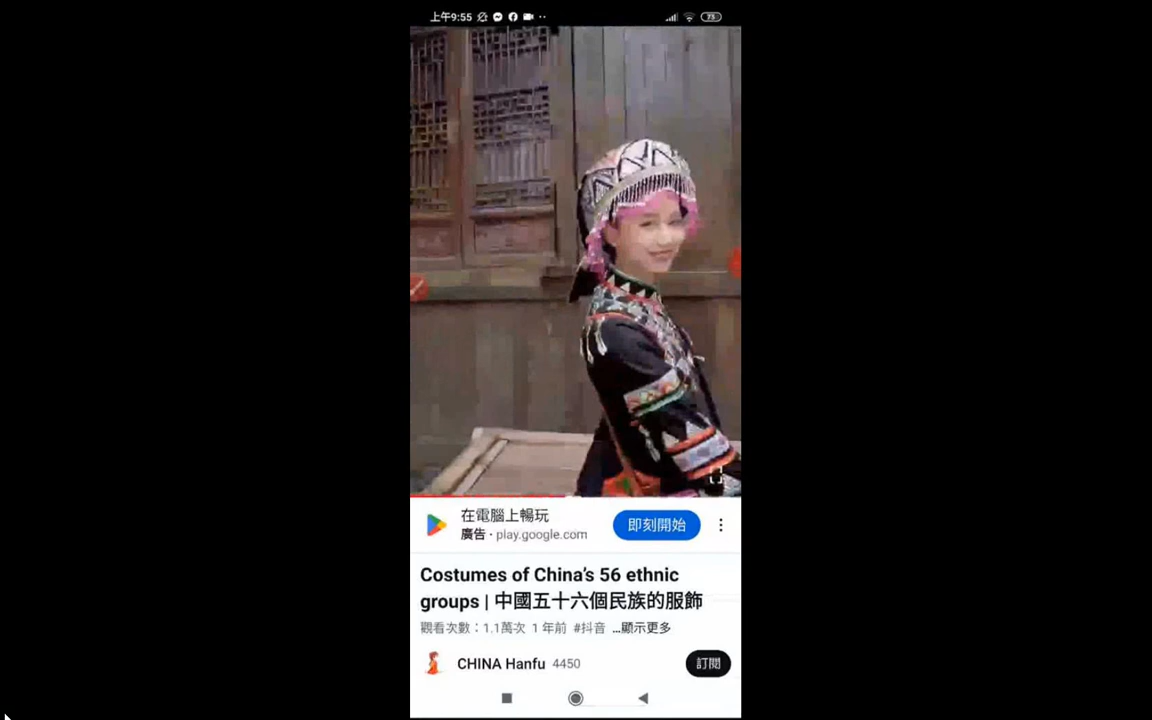 上午9:55
73
在電腦上暢玩
廣告 · play.google.com
即刻開始
Costumes of China's 56 ethnic
groups | 中國五十六個民族的服飾
觀看次數：1.1萬次 1 年前 #抖音 ...顯示更多
CHINA Hanfu 4450
訂閱